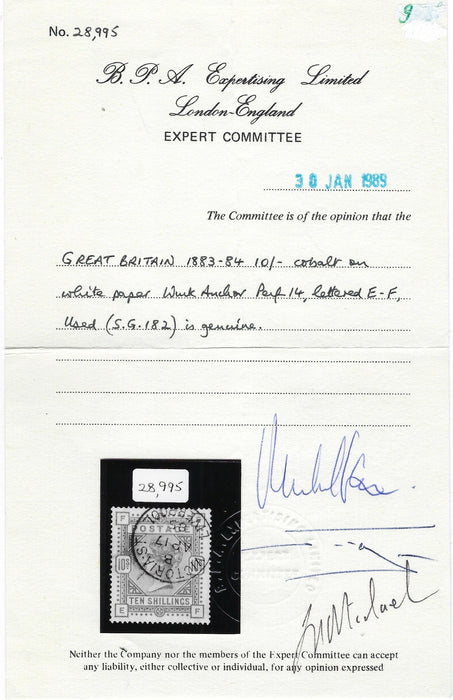 No. 28,995
9
B. P. A. Expertising Limited
London-England
EXPERT COMMITTEE
30 JAN 1989
The Committee is of the opinion that the
GREAT BRITAIN 1883-84 10/- cobalt on
white paper Wmk Anchor Perf 14, lettered E-F,
used (S.G.182) is genuine.
28,995
F E
POSTAGE
10S
TEN SHILLINGS
E F
Neither the Company nor the members of the Expert Committee can accept
any liability, either collective or individual, for any opinion expressed